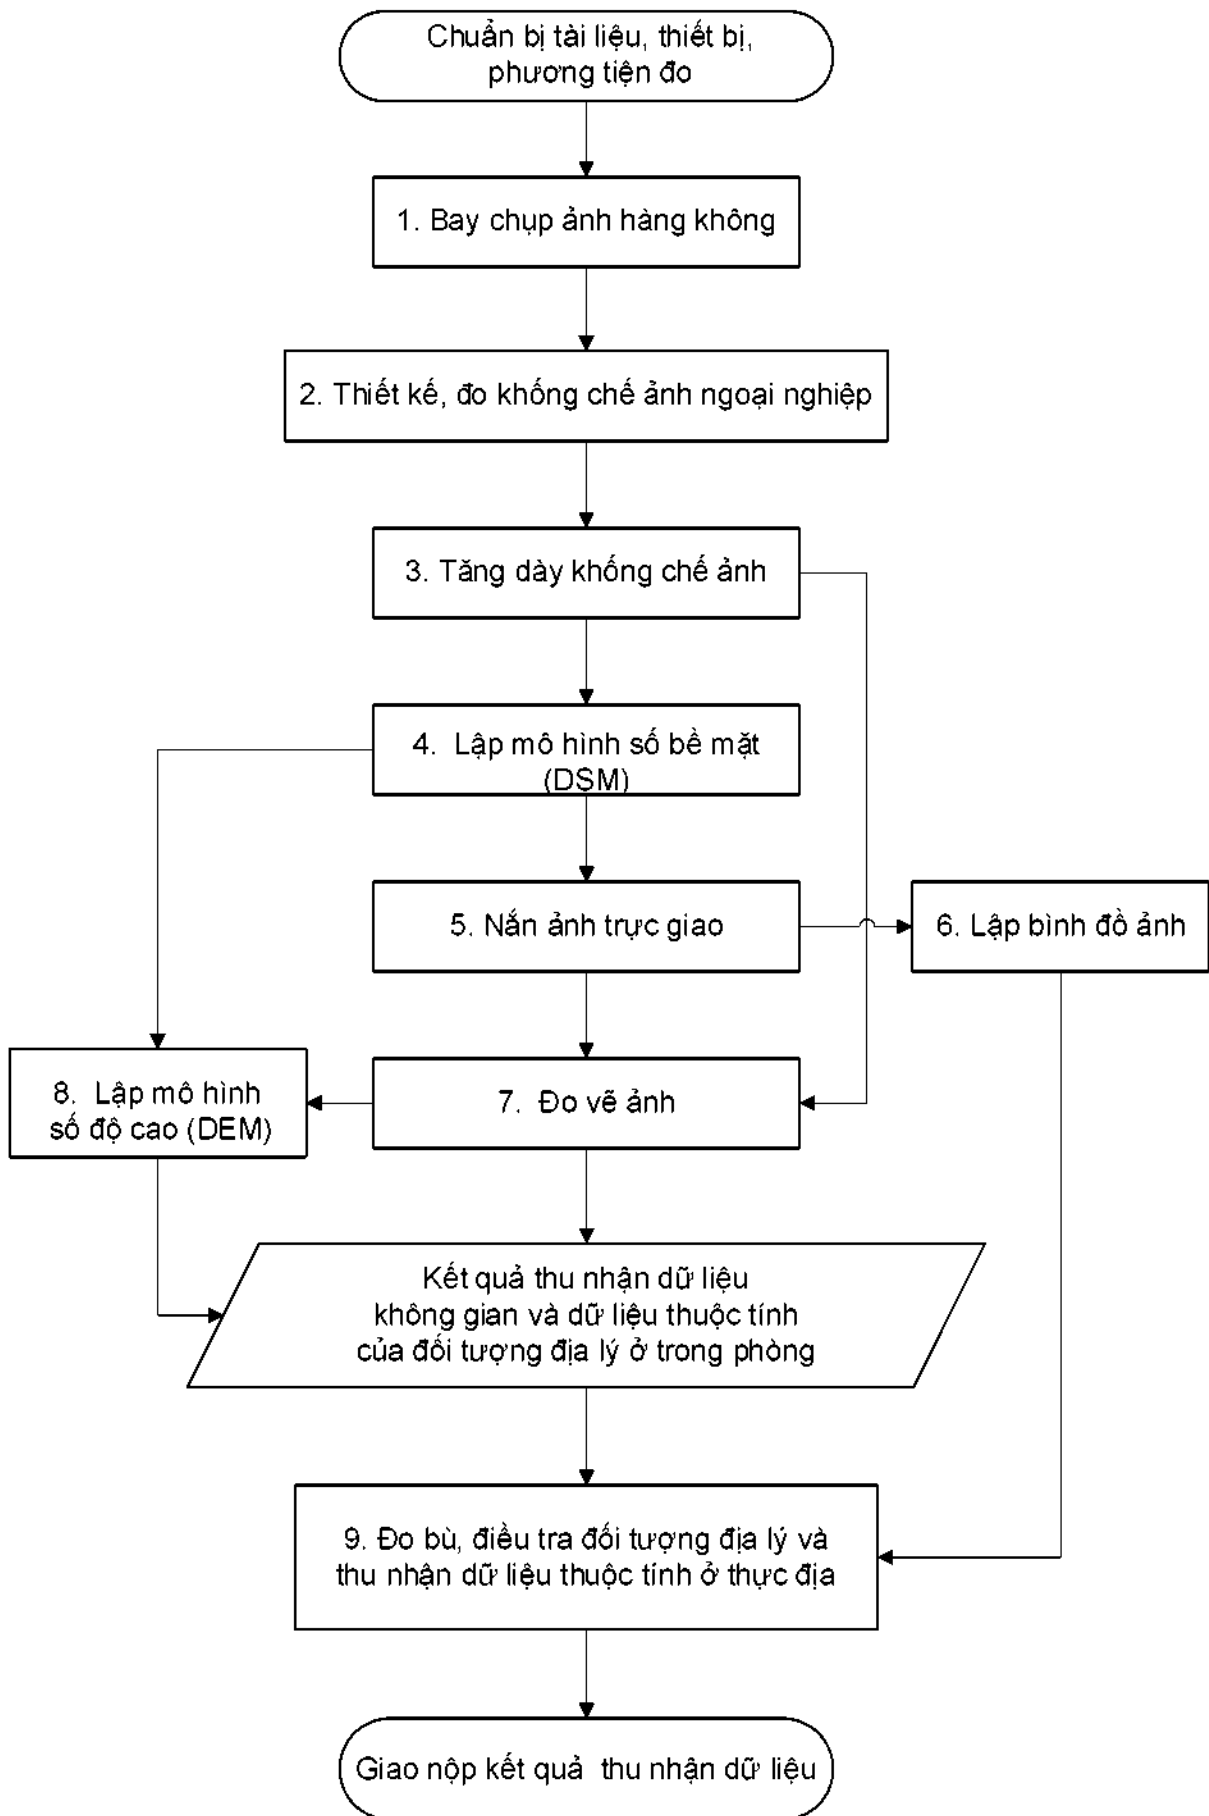 Chuẩn bị tài liệu, thiết bị,
phương tiện đo
1. Bay chụp ảnh hàng không
2. Thiết kế, đo khống chế ảnh ngoại nghiệp
3. Tăng dày khống chế ảnh
4. Lập mô hình số bề mặt
(DSM)
5. Nắn ảnh trực giao
6. Lập bình đồ ảnh
7. Đo vẽ ảnh
8. Lập mô hình
số độ cao (DEM)
Kết quả thu nhận dữ liệu
không gian và dữ liệu thuộc tính
của đối tượng địa lý ở trong phòng
9. Đo bù, điều tra đối tượng địa lý và
thu nhận dữ liệu thuộc tính ở thực địa
Giao nộp kết quả thu nhận dữ liệu